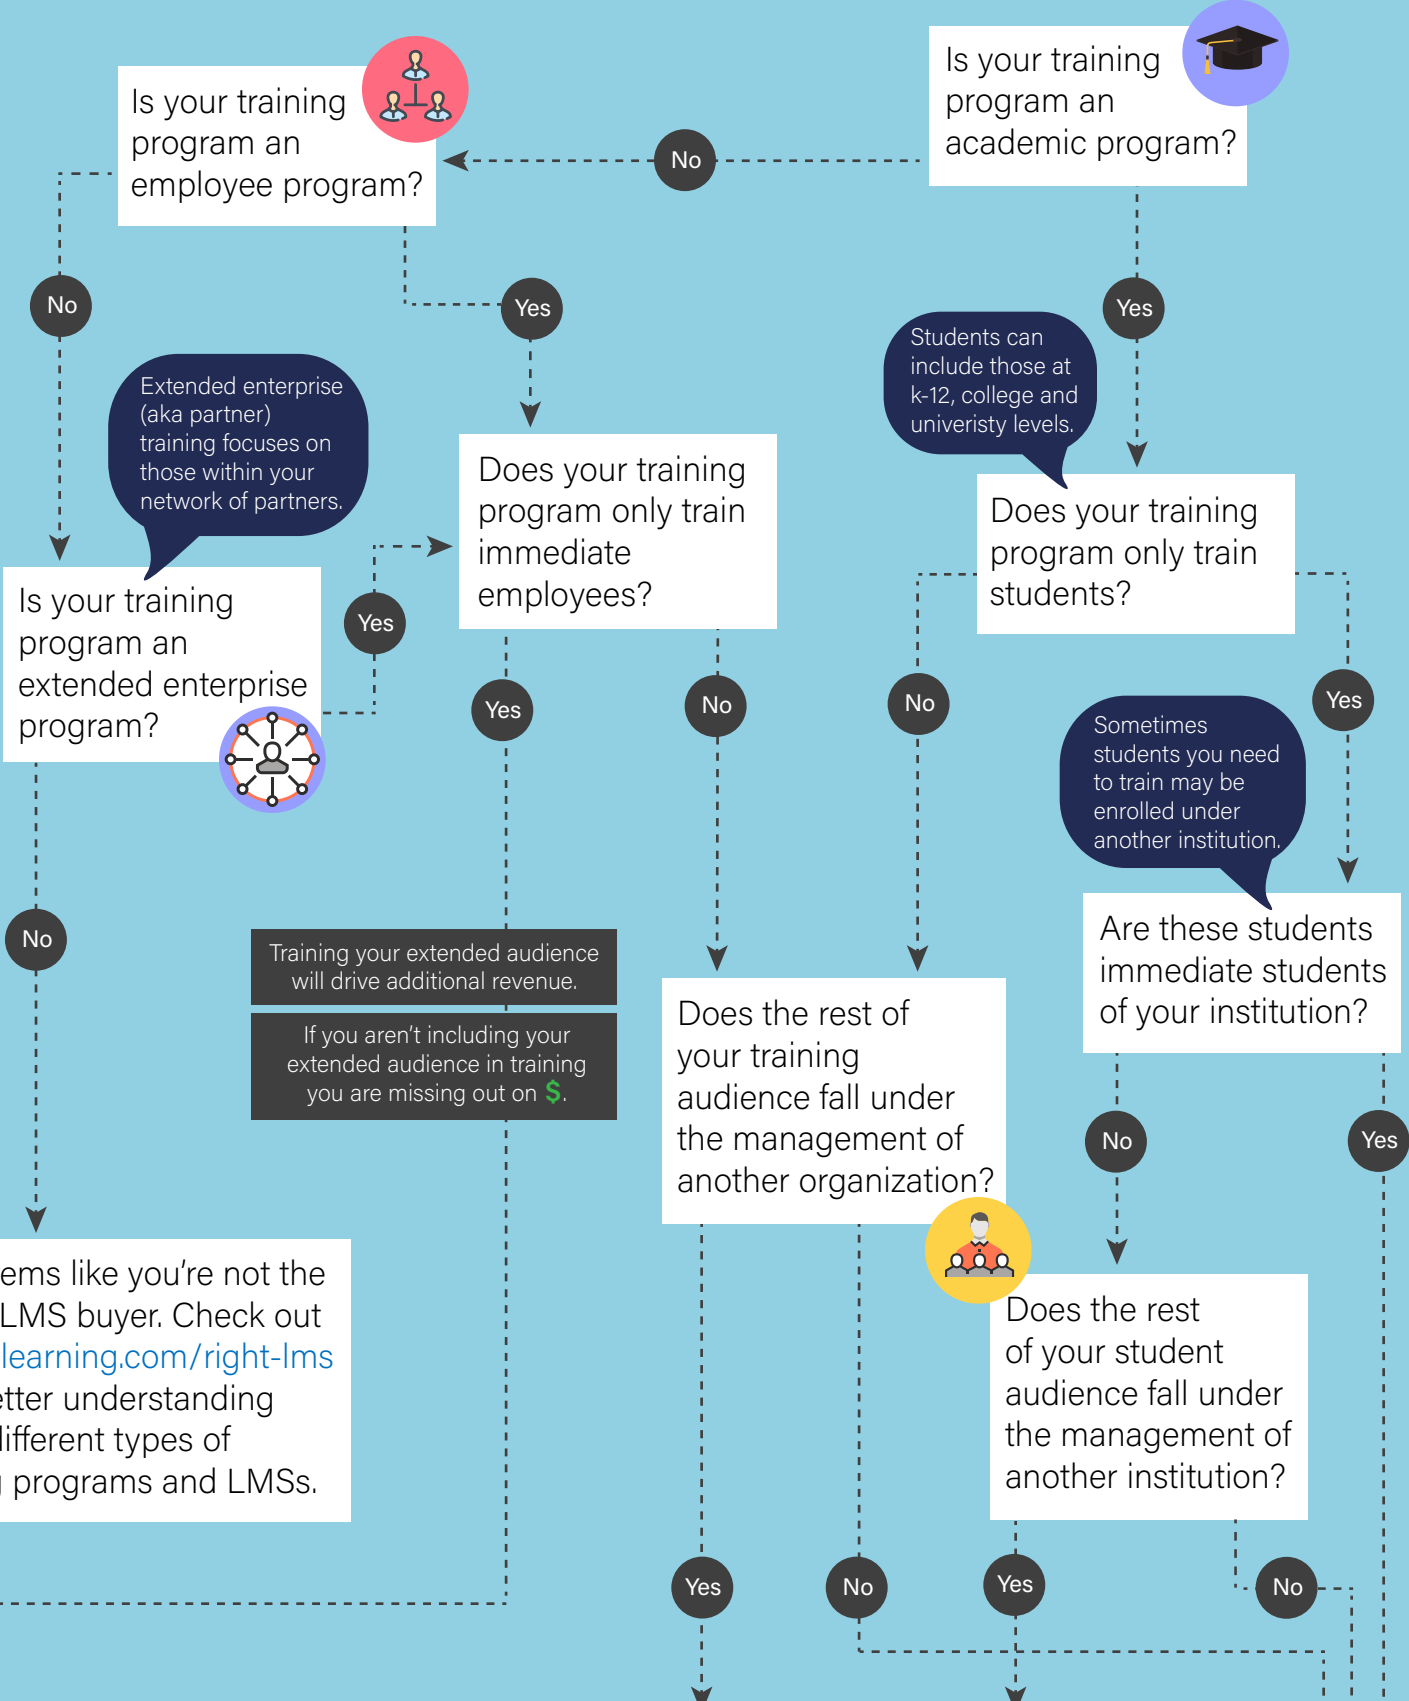 Is your training
program an
employee program?
No
Is your training
program an
academic program?
No
Yes
Yes
Students can
include those at
k-12, college and
univeristy levels.
Extended enterprise
(aka partner)
training focuses on
those within your
network of partners.
Does your training
program only train
immediate
employees?
Does your training
program only train
students?
Is your training
program an
extended enterprise
program?
Yes
Yes
No
No
Yes
Sometimes
students you need
to train may be
enrolled under
another institution.
No
Training your extended audience
will drive additional revenue.
If you aren't including your
extended audience in training
you are missing out on $.
Does the rest of
your training
audience fall under
the management of
another organization?
Are these students
immediate students
of your institution?
No
Yes
like you're not the
LMS buyer. Check out
learning.com/right-lms
understanding
different types of
programs and LMSs.
Does the rest
of your student
audience fall under
the management of
another institution?
Yes
No
Yes
No